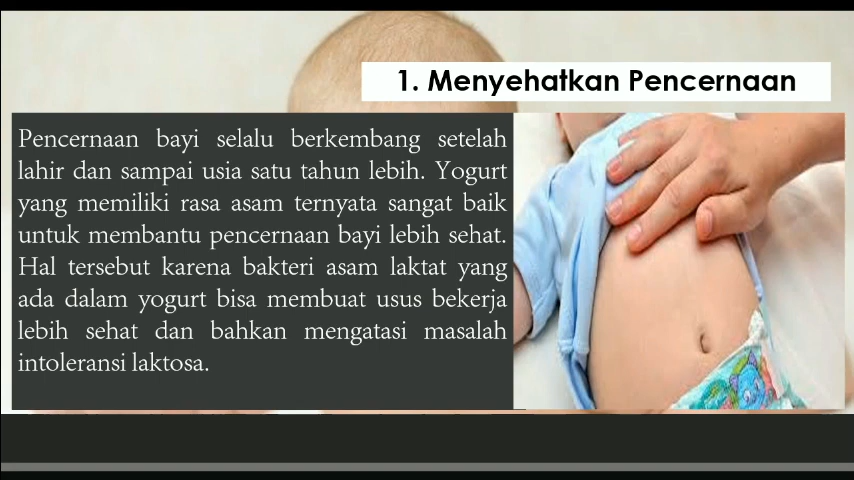 1. Menyehatkan Pencernaan
Pencernaan bayi selalu berkembang setelah
lahir dan sampai usia satu tahun lebih. Yogurt
yang memiliki rasa asam ternyata sangat baik
untuk membantu pencernaan bayi lebih sehat.
Hal tersebut karena bakteri asam laktat yang
ada dalam yogurt bisa membuat usus bekerja
lebih sehat dan bahkan mengatasi masalah
intoleransi laktosa.